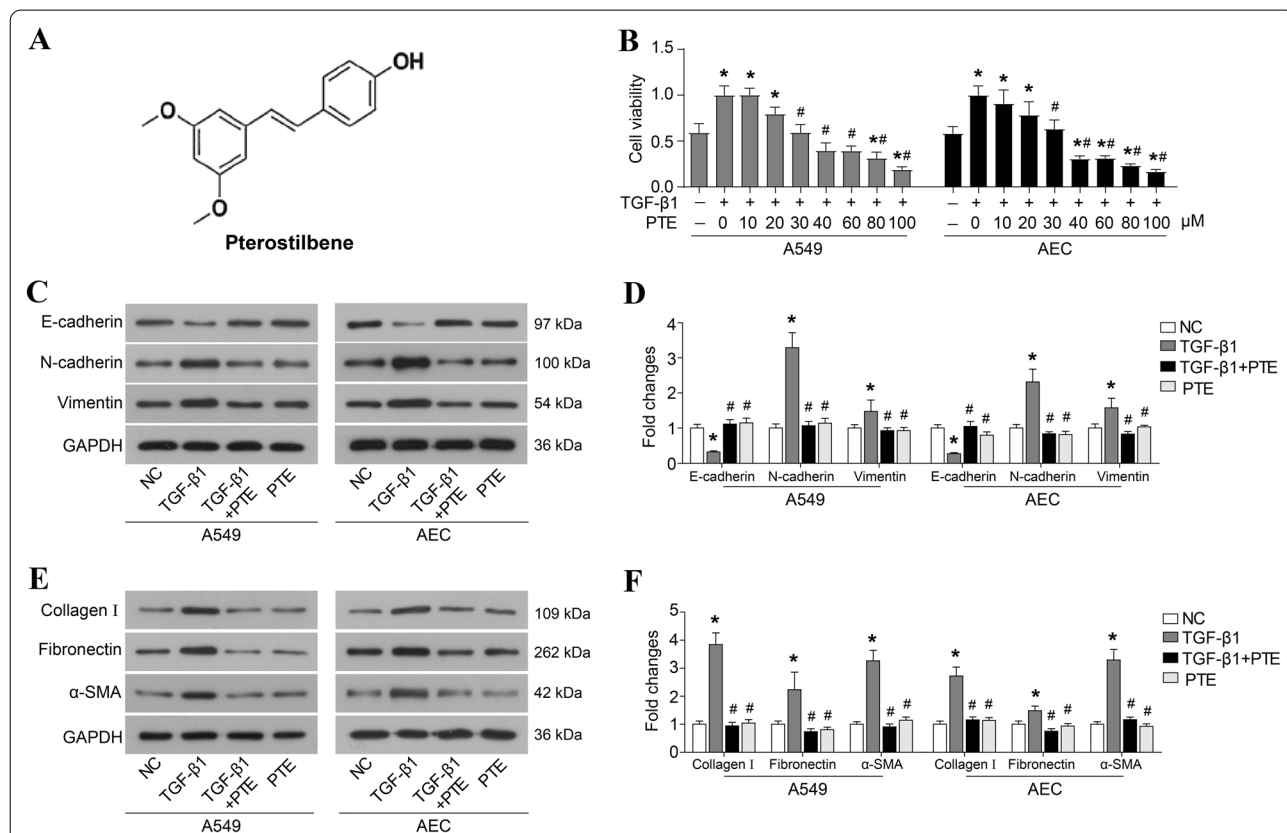 A
OH
O
O
Pterostilbene
B
Cell viability
1.5
1.0
0.5
0.0
* * * # # # *# *#
* * * # *# *# *# *#
TGF-β1 – + + + + + + + + – + + + + + + + +
PTE – 0 10 20 30 40 60 80 100 – 0 10 20 30 40 60 80 100 µM
A549 AEC
C
E-cadherin 97 kDa
N-cadherin 100 kDa
Vimentin 54 kDa
GAPDH 36 kDa
NC TGF-β1 TGF-β1 +PTE PTE NC TGF-β1 TGF-β1 +PTE PTE
A549 AEC
D
Fold changes
4
3
2
1
0
* # # * # # * # # * # # * # # * # #
NC
TGF-β1
TGF-β1+PTE
PTE
E-cadherin N-cadherin Vimentin E-cadherin N-cadherin Vimentin
A549 AEC
E
Collagen I 109 kDa
Fibronectin 262 kDa
α-SMA 42 kDa
GAPDH 36 kDa
NC TGF-β1 TGF-β1 +PTE PTE NC TGF-β1 TGF-β1 +PTE PTE
A549 AEC
F
Fold changes
5
4
3
2
1
0
* # # * # # * # # * # # * # # * # #
NC
TGF-β1
TGF-β1+PTE
PTE
Collagen I Fibronectin α-SMA Collagen I Fibronectin α-SMA
A549 AEC